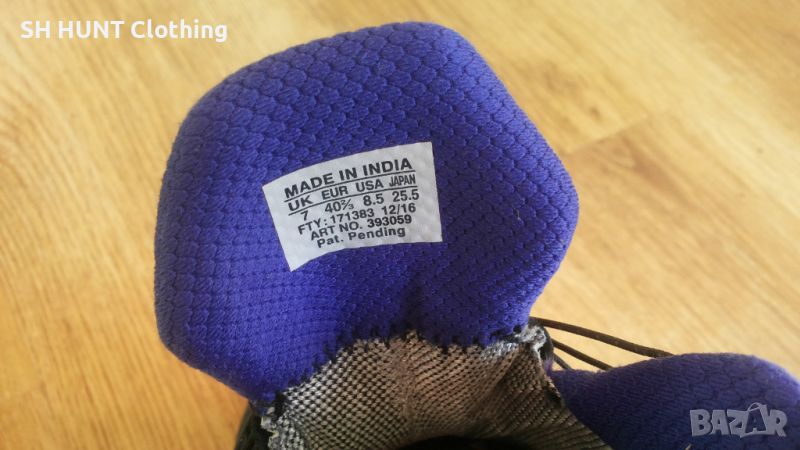 SH HUNT Clothing
MADE IN INDIA
UK EUR USA JAPAN
7 40⅔ 8.5 25.5
FTY: 171383 12/16
ART NO. 393059
Pat. Pending
BAZAR